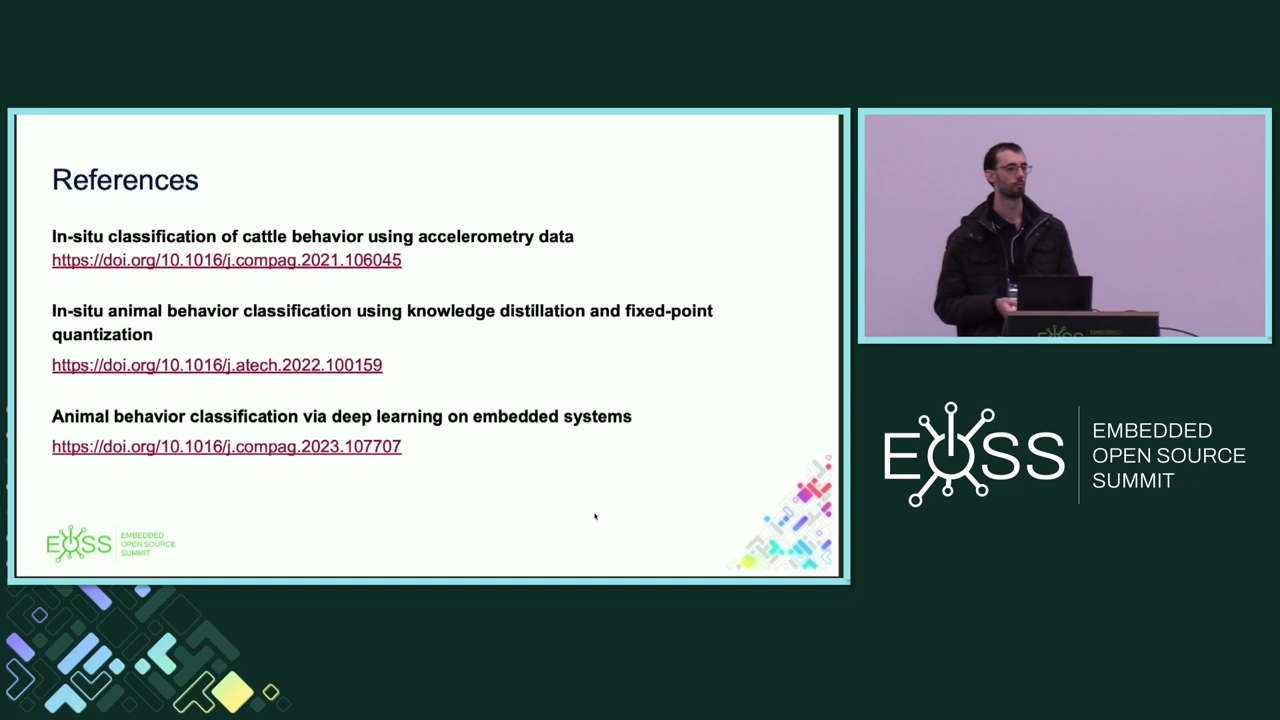 References
In-situ classification of cattle behavior using accelerometry data
https://doi.org/10.1016/j.compag.2021.106045
In-situ animal behavior classification using knowledge distillation and fixed-point
quantization
https://doi.org/10.1016/j.atech.2022.100159
Animal behavior classification via deep learning on embedded systems
https://doi.org/10.1016/j.compag.2023.107707
EOSS
EMBEDDED
OPEN SOURCE
SUMMIT
EOSS
EMBEDDED
OPEN SOURCE
SUMMIT